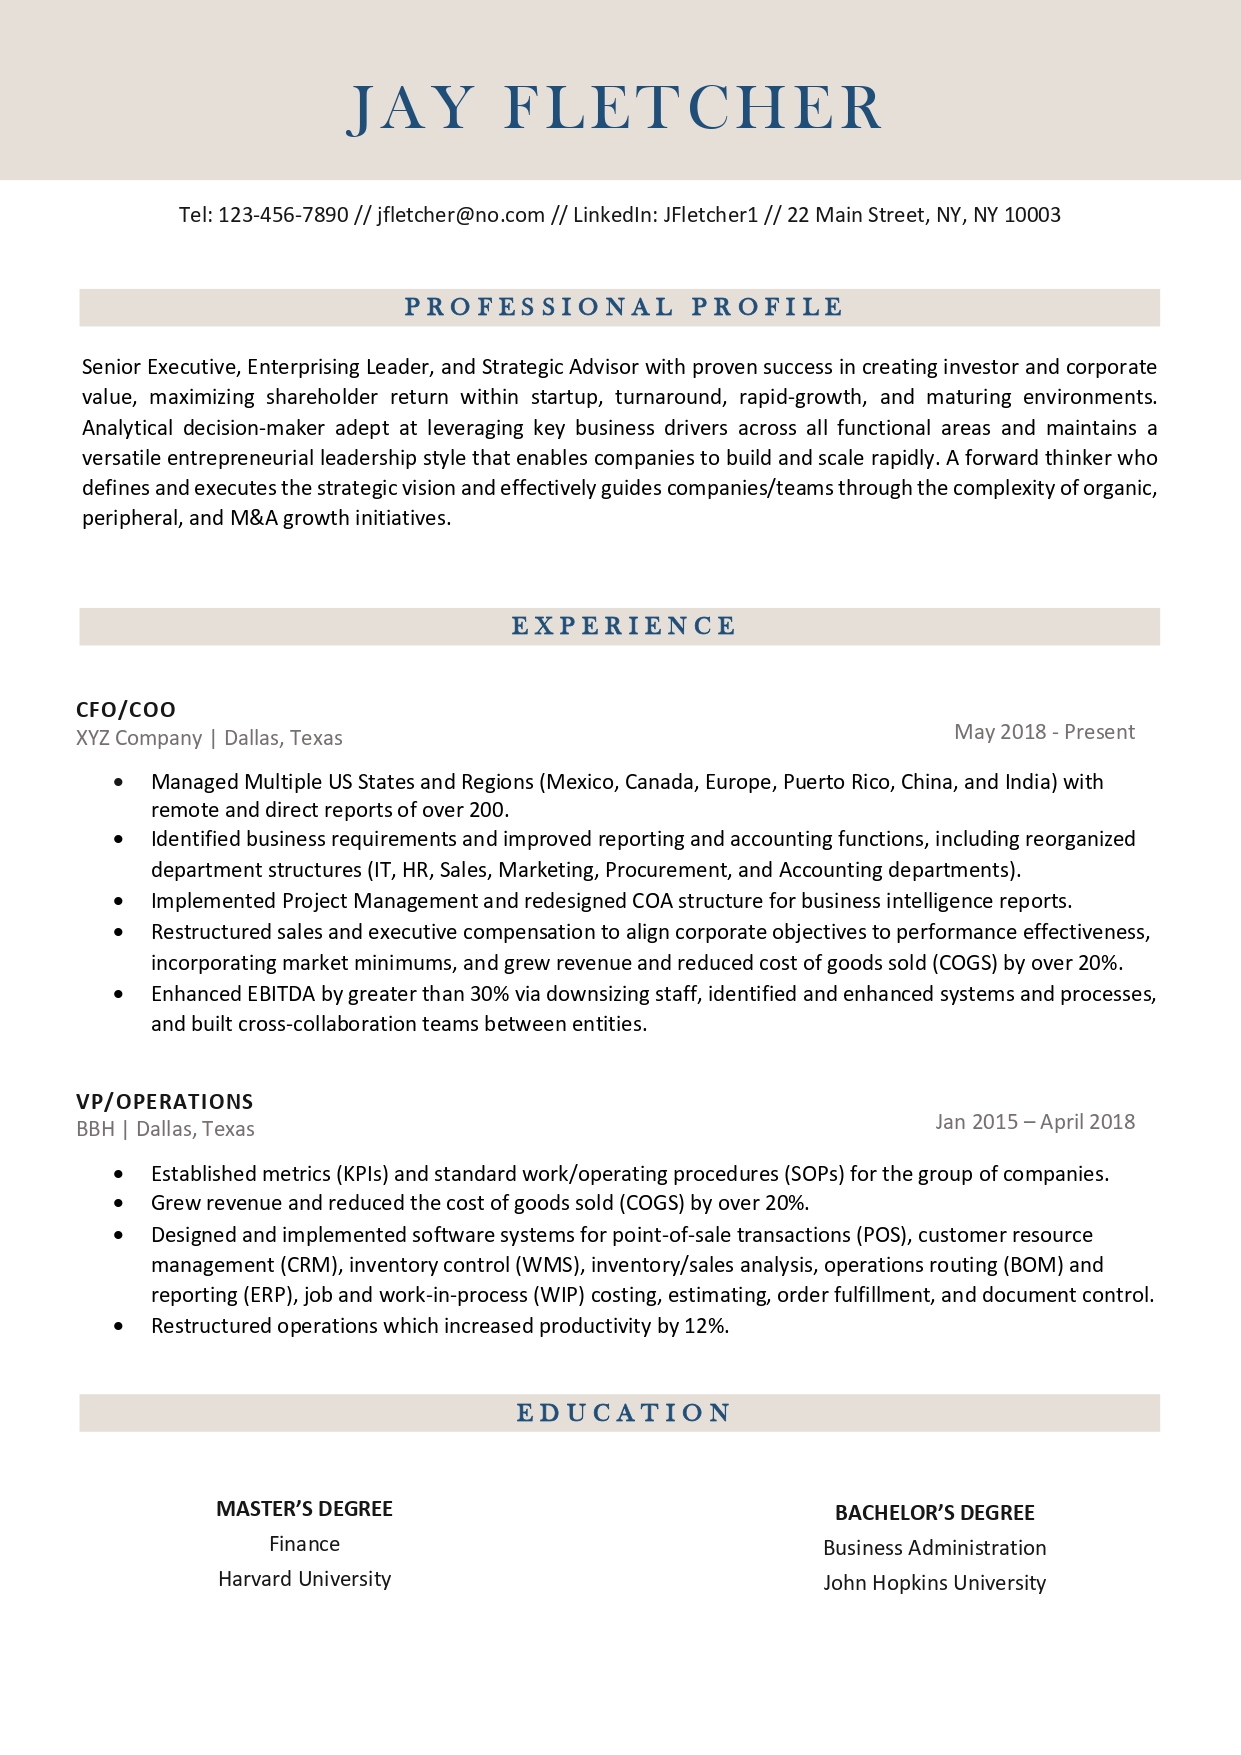 JAY FLETCHER
Tel: 123-456-7890 // jfletcher@no.com // LinkedIn: JFletcher1 // 22 Main Street, NY, NY 10003
PROFESSIONAL PROFILE
Senior Executive, Enterprising Leader, and Strategic Advisor with proven success in creating investor and corporate
value, maximizing shareholder return within startup, turnaround, rapid-growth, and maturing environments.
Analytical decision-maker adept at leveraging key business drivers across all functional areas and maintains a
versatile entrepreneurial leadership style that enables companies to build and scale rapidly. A forward thinker who
defines and executes the strategic vision and effectively guides companies/teams through the complexity of organic,
peripheral, and M&A growth initiatives.
EXPERIENCE
CFO/COO
XYZ Company | Dallas, Texas
May 2018 - Present
• Managed Multiple US States and Regions (Mexico, Canada, Europe, Puerto Rico, China, and India) with
remote and direct reports of over 200.
• Identified business requirements and improved reporting and accounting functions, including reorganized
department structures (IT, HR, Sales, Marketing, Procurement, and Accounting departments).
• Implemented Project Management and redesigned COA structure for business intelligence reports.
• Restructured sales and executive compensation to align corporate objectives to performance effectiveness,
incorporating market minimums, and grew revenue and reduced cost of goods sold (COGS) by over 20%.
• Enhanced EBITDA by greater than 30% via downsizing staff, identified and enhanced systems and processes,
and built cross-collaboration teams between entities.
VP/OPERATIONS
BBH | Dallas, Texas
Jan 2015 – April 2018
• Established metrics (KPIs) and standard work/operating procedures (SOPs) for the group of companies.
• Grew revenue and reduced the cost of goods sold (COGS) by over 20%.
• Designed and implemented software systems for point-of-sale transactions (POS), customer resource
management (CRM), inventory control (WMS), inventory/sales analysis, operations routing (BOM) and
reporting (ERP), job and work-in-process (WIP) costing, estimating, order fulfillment, and document control.
• Restructured operations which increased productivity by 12%.
EDUCATION
MASTER’S DEGREE
Finance
Harvard University
BACHELOR’S DEGREE
Business Administration
John Hopkins University